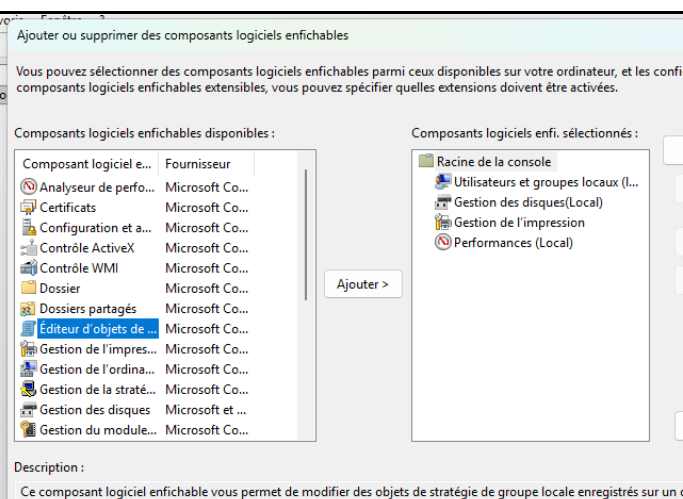 Ajouter ou supprimer des composants logiciels enfichables
Vous pouvez sélectionner des composants logiciels enfichables parmi ceux disponibles sur votre ordinateur, et les confi
composants logiciels enfichables extensibles, vous pouvez spécifier quelles extensions doivent être activées.
Composants logiciels enfichables disponibles :
Composant logiciel e... Fournisseur
Analyseur de perfo... Microsoft Co...
Certificats Microsoft Co...
Configuration et a... Microsoft Co...
Contrôle ActiveX Microsoft Co...
Contrôle WMI Microsoft Co...
Dossier Microsoft Co...
Dossiers partagés Microsoft Co...
Éditeur d'objets de ... Microsoft Co...
Gestion de l'impres... Microsoft Co...
Gestion de l'ordina... Microsoft Co...
Gestion de la straté... Microsoft Co...
Gestion des disques Microsoft et ...
Gestion du module... Microsoft Co...
Ajouter >
Composants logiciels enfi. sélectionnés :
Racine de la console
Utilisateurs et groupes locaux (l...
Gestion des disques(Local)
Gestion de l'impression
Performances (Local)
Description :
Ce composant logiciel enfichable vous permet de modifier des objets de stratégie de groupe locale enregistrés sur un